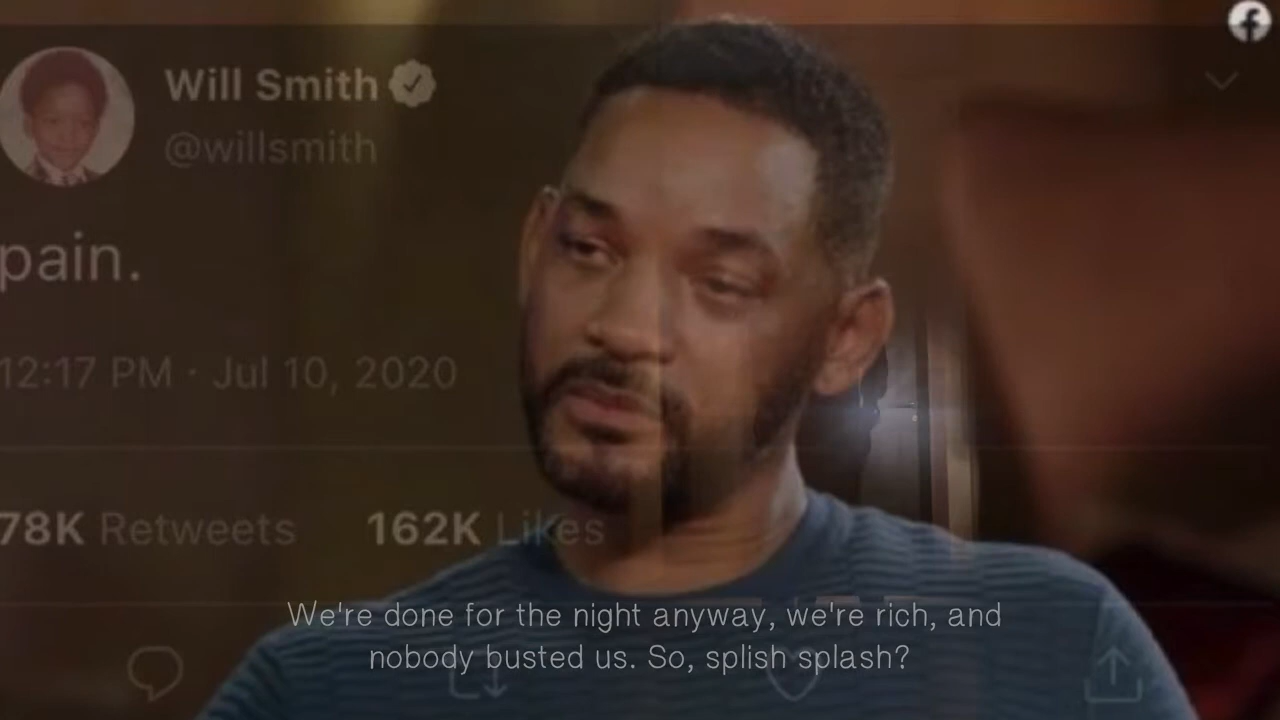 Will Smith
@willsmith
pain.
12:17 PM · Jul 10, 2020
78K Retweets 162K Likes
We're done for the night anyway, we're rich, and
nobody busted us. So, splish splash?